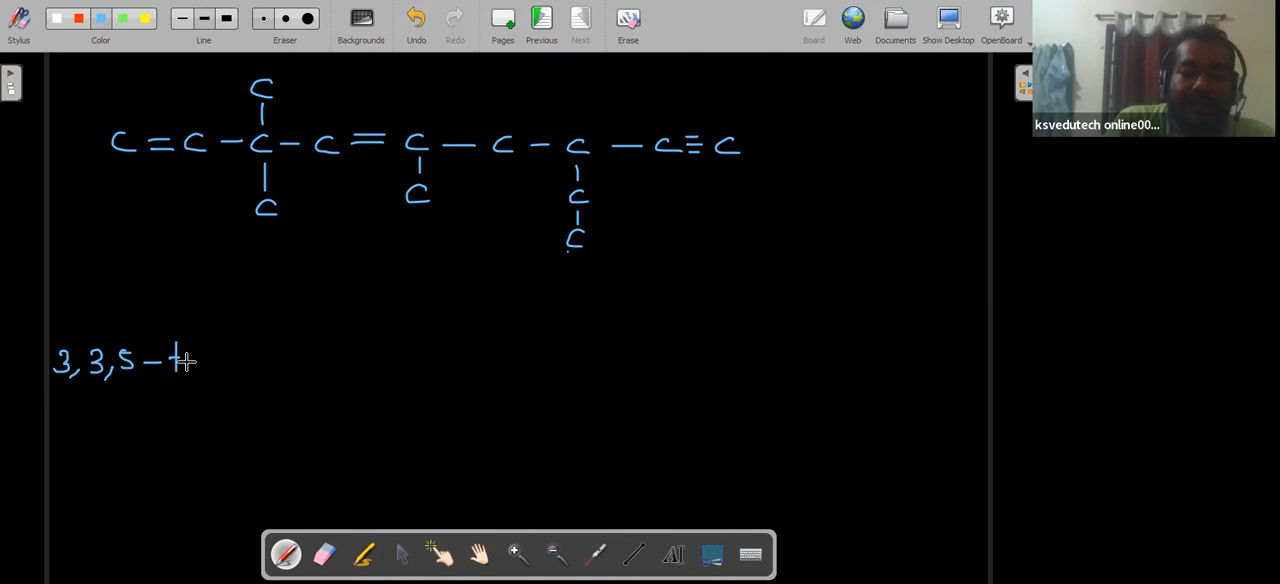 Stylus Color Line Eraser Backgrounds Undo Redo Pages Previous Next Erase Board Web Documents Show Desktop OpenBoard
ksvedutech online00...
C
C = C - C - C = C - C - C - C ≡ C
C C C
C
3, 3, 5 - t
AI